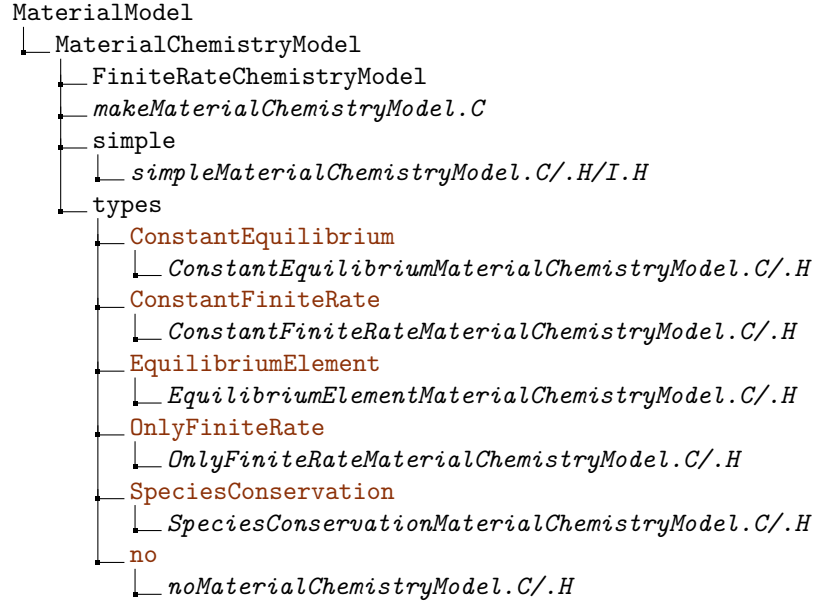 MaterialModel
MaterialChemistryModel
FiniteRateChemistryModel
makeMaterialChemistryModel.C
simple
simpleMaterialChemistryModel.C/.H/I.H
types
ConstantEquilibrium
ConstantEquilibriumMaterialChemistryModel.C/.H
ConstantFiniteRate
ConstantFiniteRateMaterialChemistryModel.C/.H
EquilibriumElement
EquilibriumElementMaterialChemistryModel.C/.H
OnlyFiniteRate
OnlyFiniteRateMaterialChemistryModel.C/.H
SpeciesConservation
SpeciesConservationMaterialChemistryModel.C/.H
no
noMaterialChemistryModel.C/.H